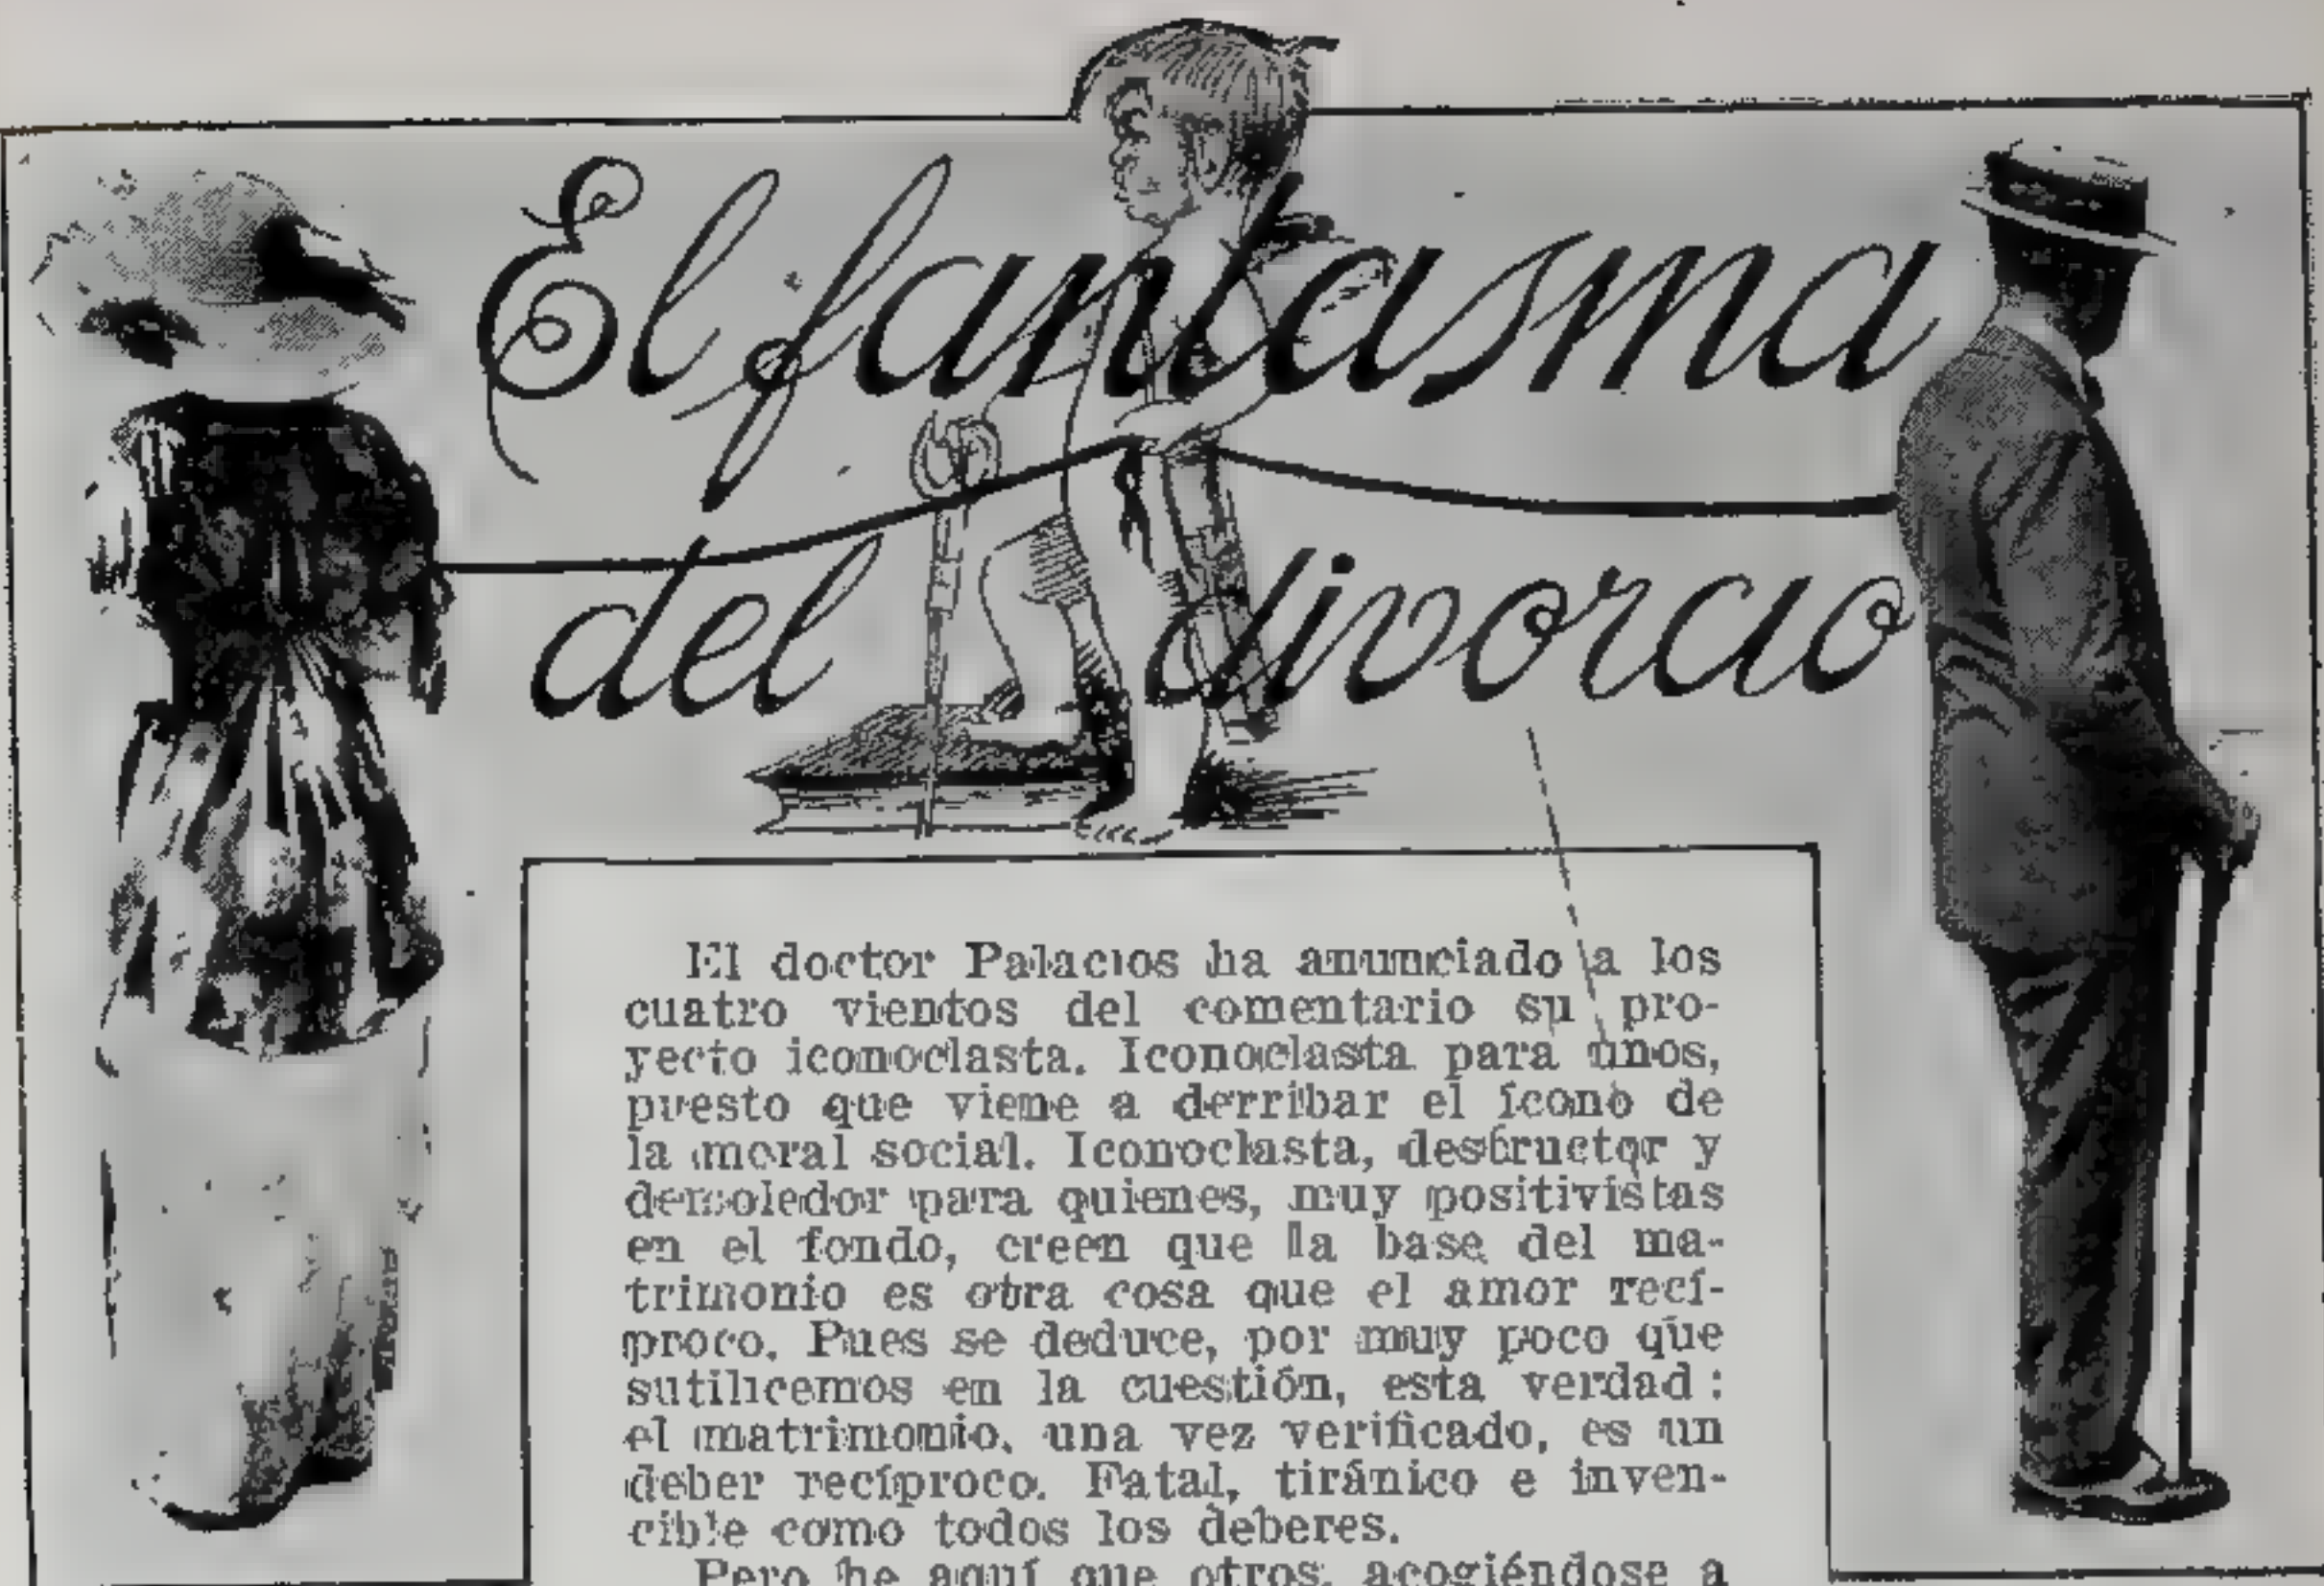 El fantasma
del divorcio
El doctor Palacios ha anunciado a los
cuatro vientos del comentario su pro-
yecto iconoclasta. Iconoclasta para unos,
puesto que viene a derribar el ícono de
la moral social. Iconoclasta, destructor y
demoledor para quienes, muy positivistas
en el fondo, creen que la base del ma-
trimonio es otra cosa que el amor recí-
proco. Pues se deduce, por muy poco que
sutilicemos en la cuestión, esta verdad:
el matrimonio, una vez verificado, es un
deber recíproco. Fatal, tiránico e inven-
cible como todos los deberes.
Pero he aquí que otros, acogiéndose a